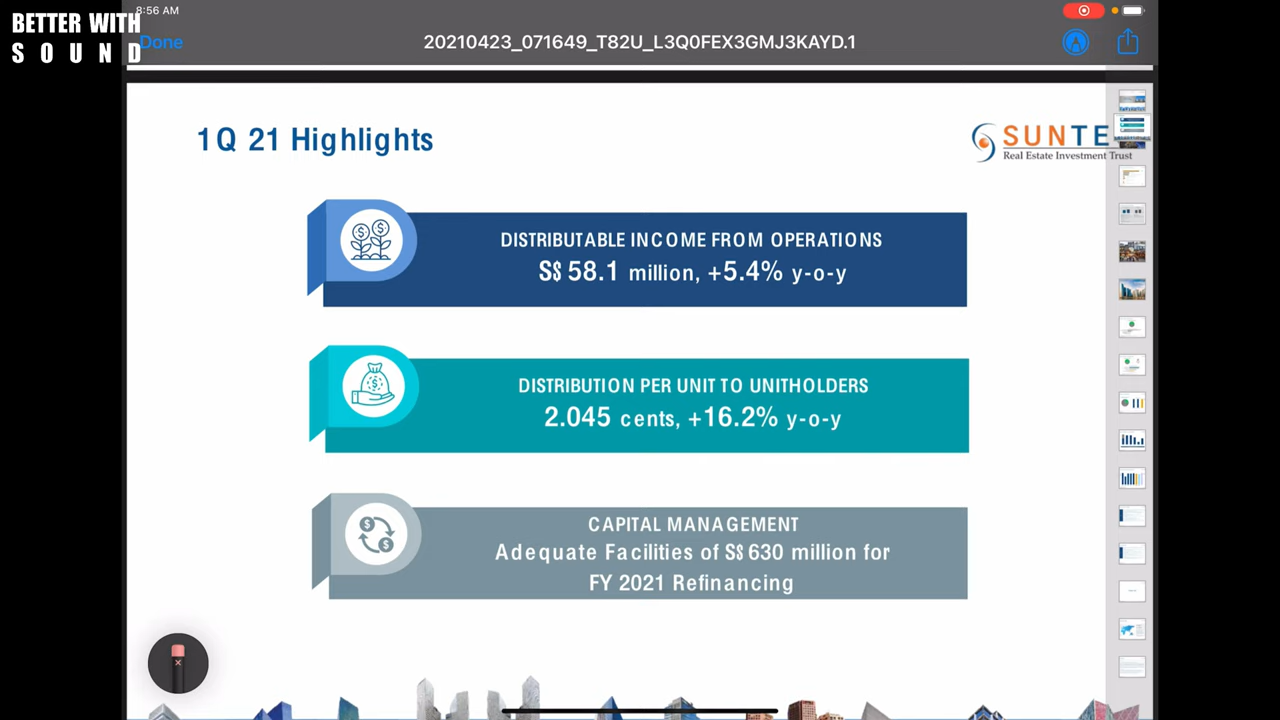 8:56 AM
BETTER WITH
SOUND
Done
20210423_071649_T82U_L3Q0FEX3GMJ3KAYD.1
1Q 21 Highlights
SUNTE
Real Estate Investment Trust
DISTRIBUTABLE INCOME FROM OPERATIONS
S$ 58.1 million, +5.4% y-o-y
DISTRIBUTION PER UNIT TO UNITHOLDERS
2.045 cents, +16.2% y-o-y
CAPITAL MANAGEMENT
Adequate Facilities of S$ 630 million for
FY 2021 Refinancing